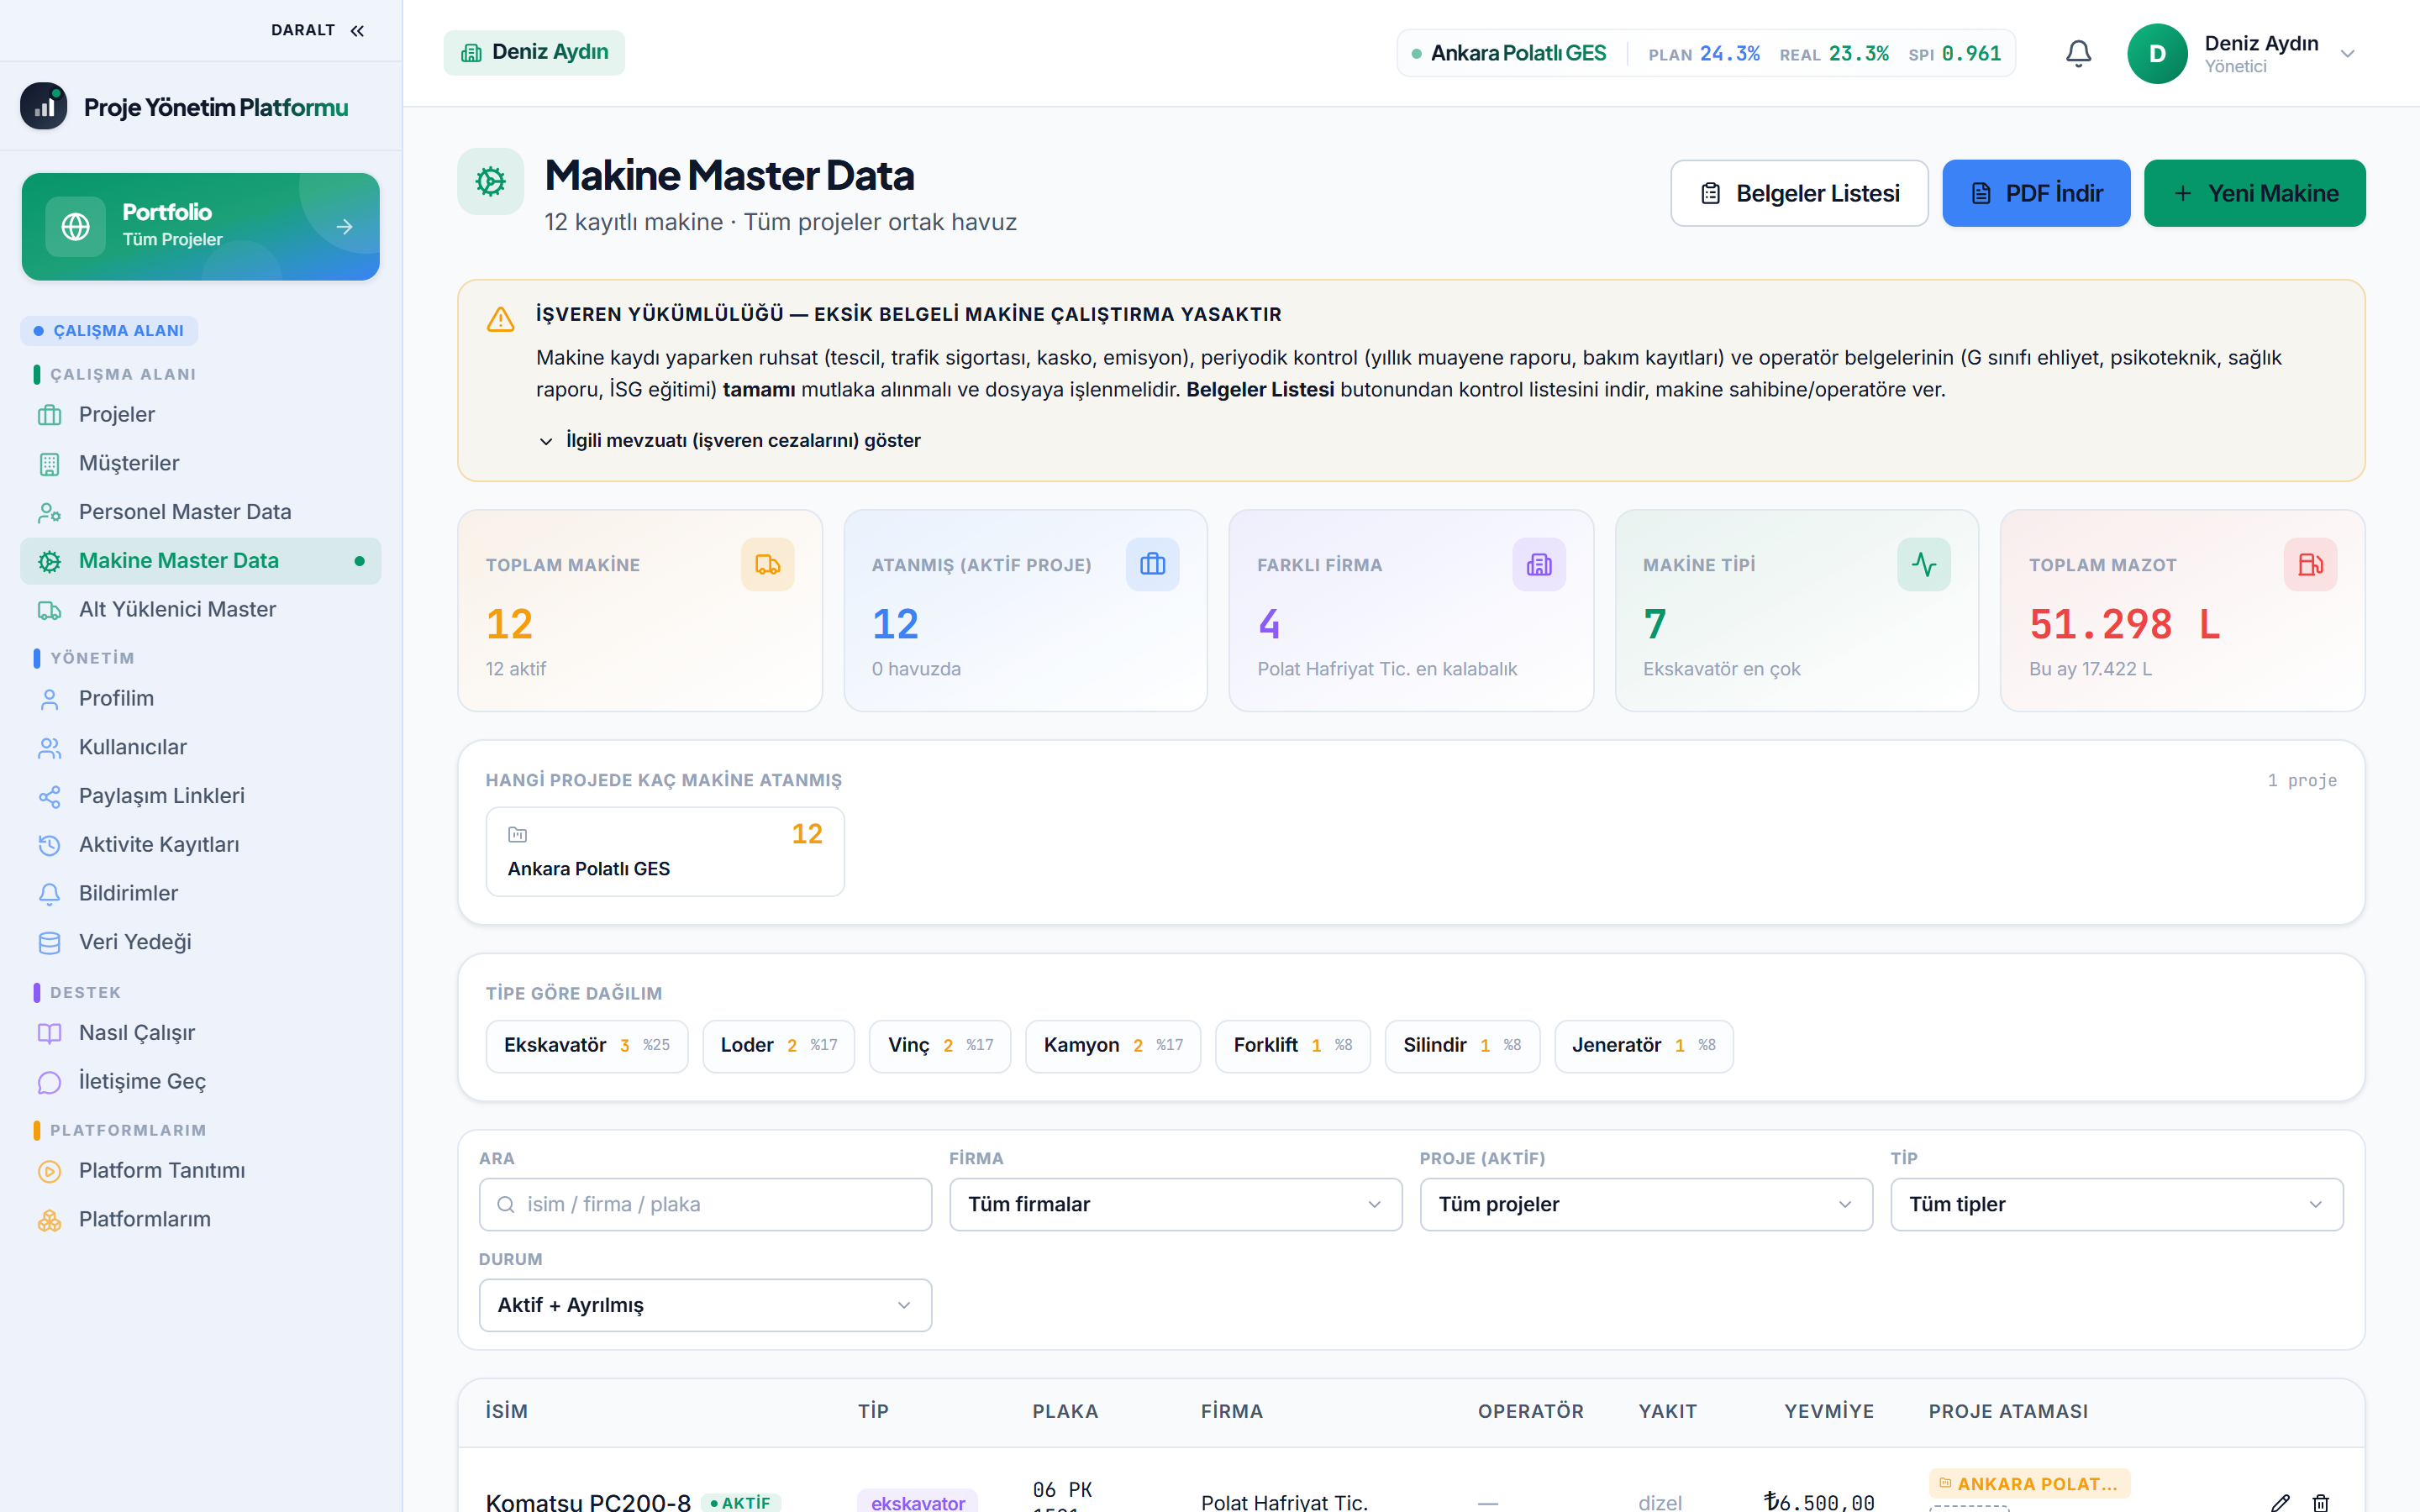 DARALT
Proje Yönetim Platformu
Portfolio
Tüm Projeler
ÇALIŞMA ALANI
ÇALIŞMA ALANI
Projeler
Müşteriler
Personel Master Data
Makine Master Data
Alt Yüklenici Master
YÖNETİM
Profilim
Kullanıcılar
Paylaşım Linkleri
Aktivite Kayıtları
Bildirimler
Veri Yedeği
DESTEK
Nasıl Çalışır
İletişime Geç
PLATFORMLARIM
Platform Tanıtımı
Platformlarım
Deniz Aydın
Ankara Polatlı GES PLAN 24.3% REAL 23.3% SPI 0.961
D
Deniz Aydın
Yönetici
Makine Master Data
12 kayıtlı makine · Tüm projeler ortak havuz
Belgeler Listesi
PDF İndir
Yeni Makine
İŞVEREN YÜKÜMLÜLÜĞÜ — EKSİK BELGELİ MAKİNE ÇALIŞTIRMA YASAKTIR
Makine kaydı yaparken ruhsat (tescil, trafik sigortası, kasko, emisyon), periyodik kontrol (yıllık muayene raporu, bakım kayıtları) ve operatör belgelerinin (G sınıfı ehliyet, psikoteknik, sağlık
raporu, İSG eğitimi) tamamı mutlaka alınmalı ve dosyaya işlenmelidir. Belgeler Listesi butonundan kontrol listesini indir, makine sahibine/operatöre ver.
İlgili mevzuatı (işveren cezalarını) göster
TOPLAM MAKİNE
12
12 aktif
ATANMIŞ (AKTİF PROJE)
12
0 havuzda
FARKLI FİRMA
4
Polat Hafriyat Tic. en kalabalık
MAKİNE TİPİ
7
Ekskavatör en çok
TOPLAM MAZOT
51.298 L
Bu ay 17.422 L
HANGİ PROJEDE KAÇ MAKİNE ATANMIŞ
1 proje
12
Ankara Polatlı GES
TİPE GÖRE DAĞILIM
Ekskavatör 3 %25
Loder 2 %17
Vinç 2 %17
Kamyon 2 %17
Forklift 1 %8
Silindir 1 %8
Jeneratör 1 %8
ARA
isim / firma / plaka
FİRMA
Tüm firmalar
PROJE (AKTİF)
Tüm projeler
TİP
Tüm tipler
DURUM
Aktif + Ayrılmış
İSİM TİP PLAKA FİRMA OPERATÖR YAKIT YEVMİYE PROJE ATAMASI
Komatsu PC200-8 AKTİF ekskavator 06 PK
Polat Hafriyat Tic. — dizel ₺6.500,00 ANKARA POLAT...